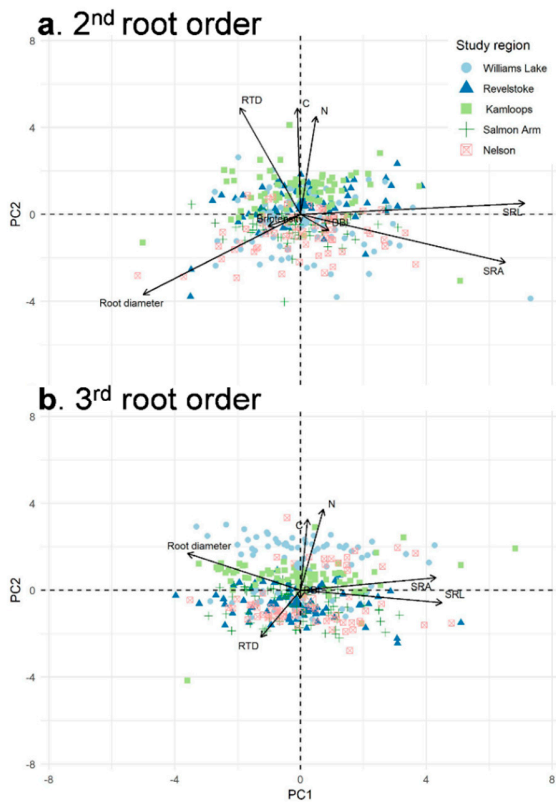 a. 2nd root order
Study region
Williams Lake
Revelstoke
Kamloops
Salmon Arm
Nelson
8
4
0
-4
PC2
RTD
C
N
SRL
SRA
Root diameter
b. 3rd root order
8
4
0
-4
-8
PC2
N
C
Root diameter
SRA
SRL
RTD
-8
-4
0
4
8
PC1